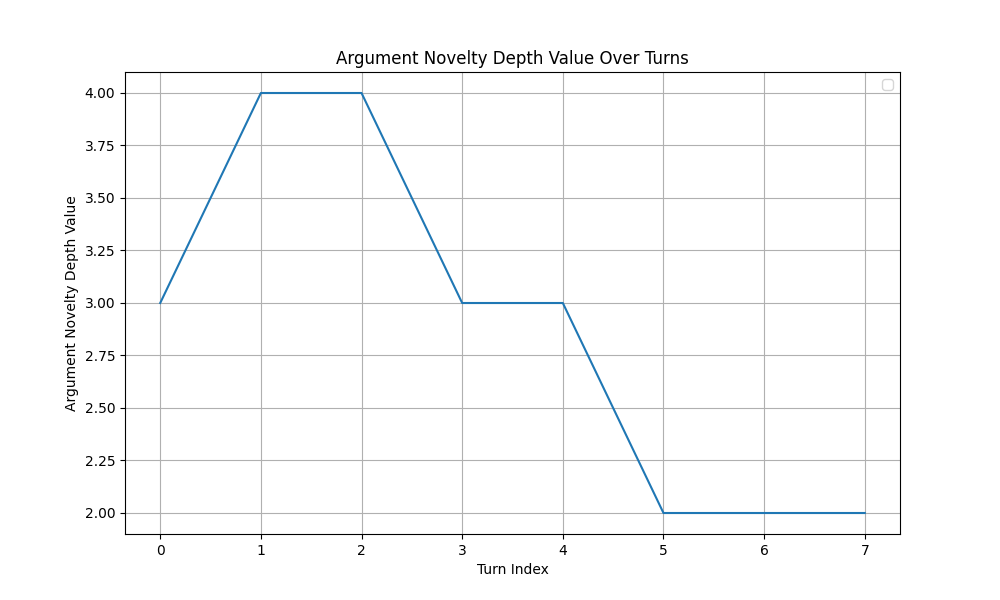 Argument Novelty Depth Value Over Turns
Argument Novelty Depth Value
4.00
3.75
3.50
3.25
3.00
2.75
2.50
2.25
2.00
0 1 2 3 4 5 6 7
Turn Index